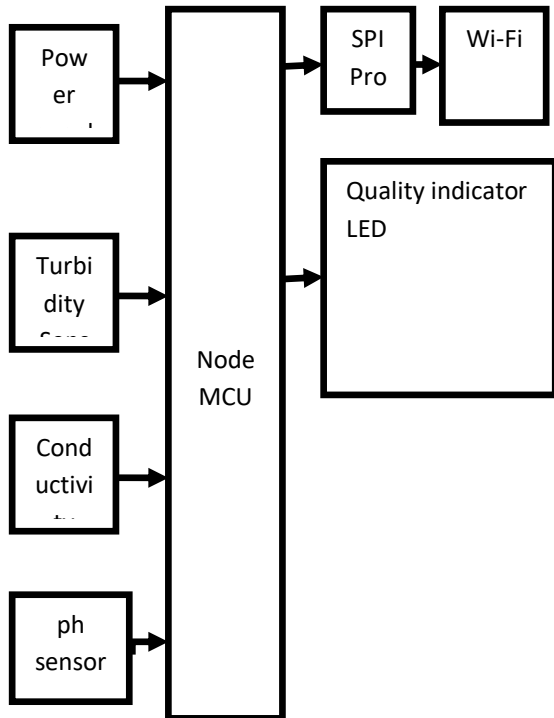 Pow
er
Turbi
dity
Cond
uctivi
ph
sensor
Node
MCU
SPI
Pro
Wi-Fi
Quality indicator
LED